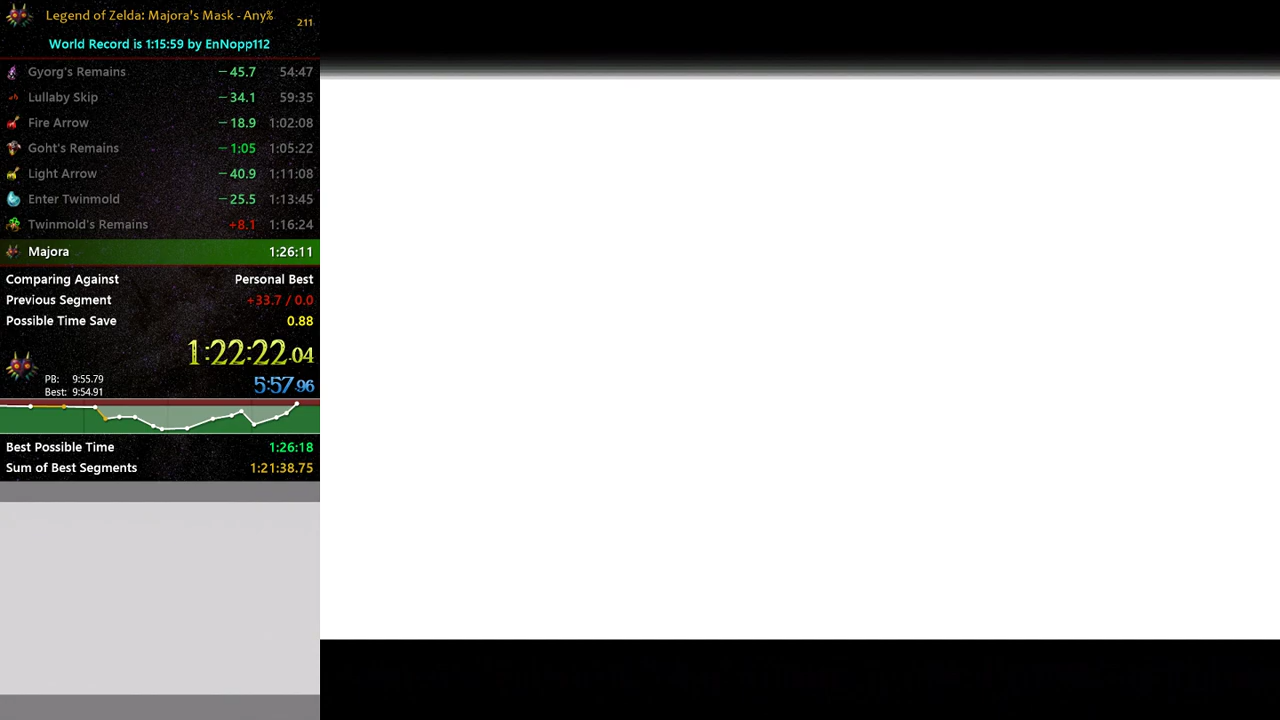 Legend of Zelda: Majora's Mask - Any%
211
World Record is 1:15:59 by EnNopp112
Gyorg's Remains −45.7 54:47
Lullaby Skip −34.1 59:35
Fire Arrow −18.9 1:02:08
Goht's Remains −1:05 1:05:22
Light Arrow −40.9 1:11:08
Enter Twinmold −25.5 1:13:45
Twinmold's Remains +8.1 1:16:24
Majora 1:26:11
Comparing Against Personal Best
Previous Segment +33.7 / 0.0
Possible Time Save 0.88
1:22:22.04
PB: 9:55.79
Best: 9:54.91
5:57.96
Best Possible Time 1:26:18
Sum of Best Segments 1:21:38.75